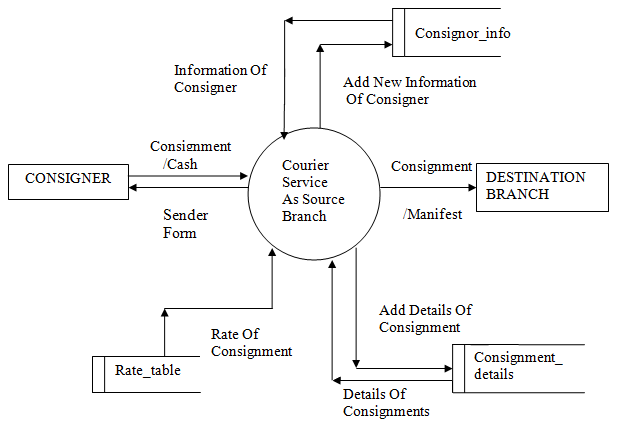 Consignor_info
Information Of
Consigner
Add New Information
Of Consigner
Consignment
/Cash
CONSIGNER
Sender
Form
Courier
Service
As Source
Branch
Consignment
/Manifest
DESTINATION
BRANCH
Rate Of
Consignment
Rate_table
Add Details Of
Consignment
Consignment_
details
Details Of
Consignments